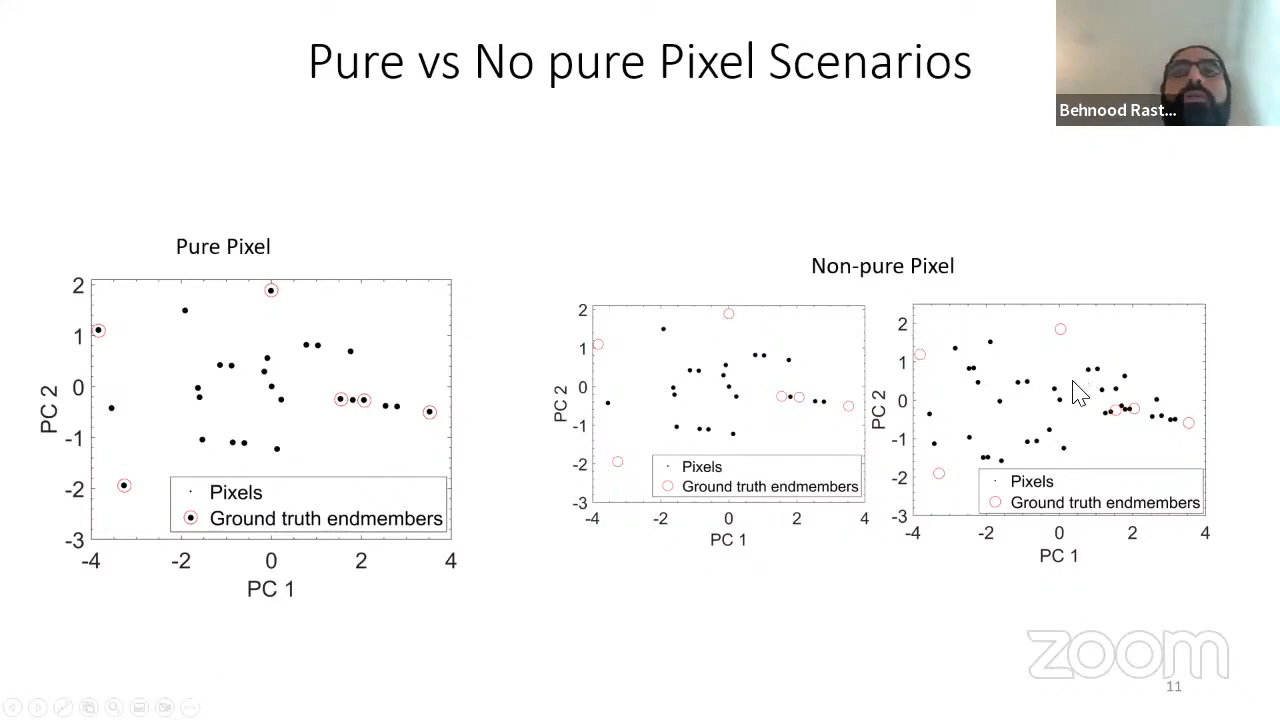 Pure vs No pure Pixel Scenarios
Behnood Rast...
Pure Pixel
2
1
0
-1
-2
-3
PC 2
-4
-2
0
2
4
PC 1
Pixels
Ground truth endmembers
Non-pure Pixel
2
1
0
-1
-2
-3
PC 2
-4
-2
0
2
4
PC 1
Pixels
Ground truth endmembers
2
1
0
-1
-2
-3
PC 2
-4
-2
0
2
4
PC 1
Pixels
Ground truth endmembers
zoom
11